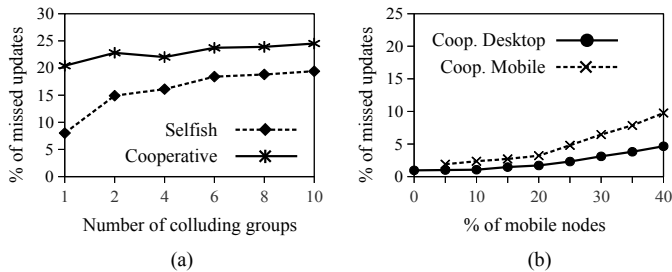 % of missed updates
30
25
20
15
10
5
0
Selfish
Cooperative
1 2 4 6 8 10
Number of colluding groups
(a)
% of missed updates
25
20
15
10
5
0
Coop. Desktop
Coop. Mobile
0 10 20 30 40
% of mobile nodes
(b)